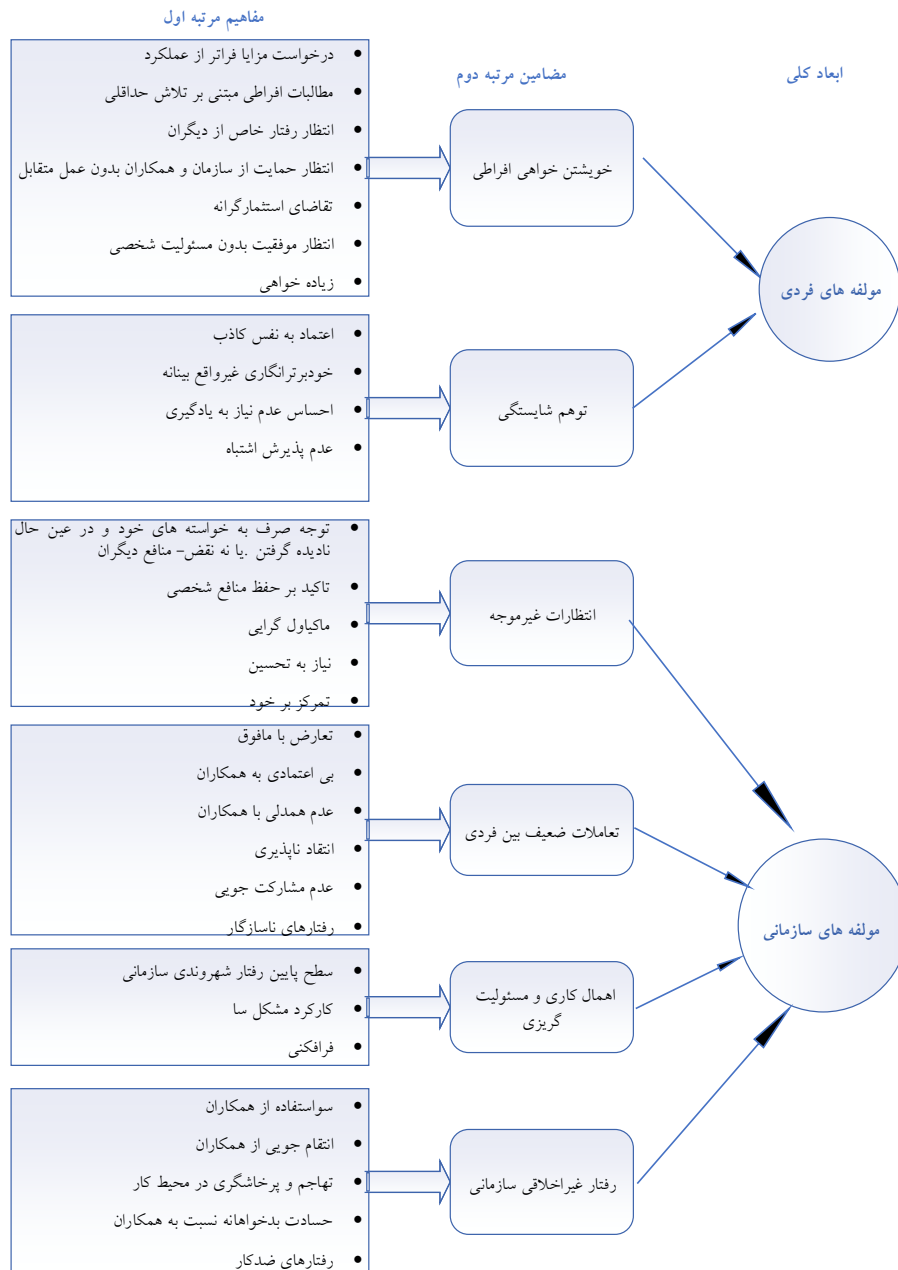 مفاهیم مرتبه اول
مضامین مرتبه دوم
ابعاد کلی
درخواست مزایا فراتر از عملکرد
مطالبات افراطی مبتنی بر تلاش حداقلی
انتظار رفتار خاص از دیگران
انتظار حمایت از سازمان و همکاران بدون عمل متقابل
تقاضای استثمارگرانه
انتظار موفقیت بدون مسئولیت شخصی
زیاده خواهی
خویشتن خواهی افراطی
مولفه های فردی
اعتماد به نفس کاذب
خودبرترانگاری غیرواقع بینانه
احساس عدم نیاز به یادگیری
عدم پذیرش اشتباه
توهم شایستگی
توجه صرف به خواسته های خود و در عین حال
نادیده گرفتن .یا نه نقض- منافع دیگران
تاکید بر حفظ منافع شخصی
ماکیاول گرایی
نیاز به تحسین
تمرکز بر خود
انتظارات غیرموجه
تعارض با مافوق
بی اعتمادی به همکاران
عدم همدلی با همکاران
انتقاد ناپذیری
عدم مشارکت جویی
رفتارهای ناسازگار
تعاملات ضعیف بین فردی
مولفه های سازمانی
سطح پایین رفتار شهروندی سازمانی
کارکرد مشکل سا
فرافکنی
اهمال کاری و مسئولیت
گریزی
سواستفاده از همکاران
انتقام جویی از همکاران
تهاجم و پرخاشگری در محیط کار
حسادت بدخواهانه نسبت به همکاران
رفتارهای ضدکار
رفتار غیراخلاقی سازمانی